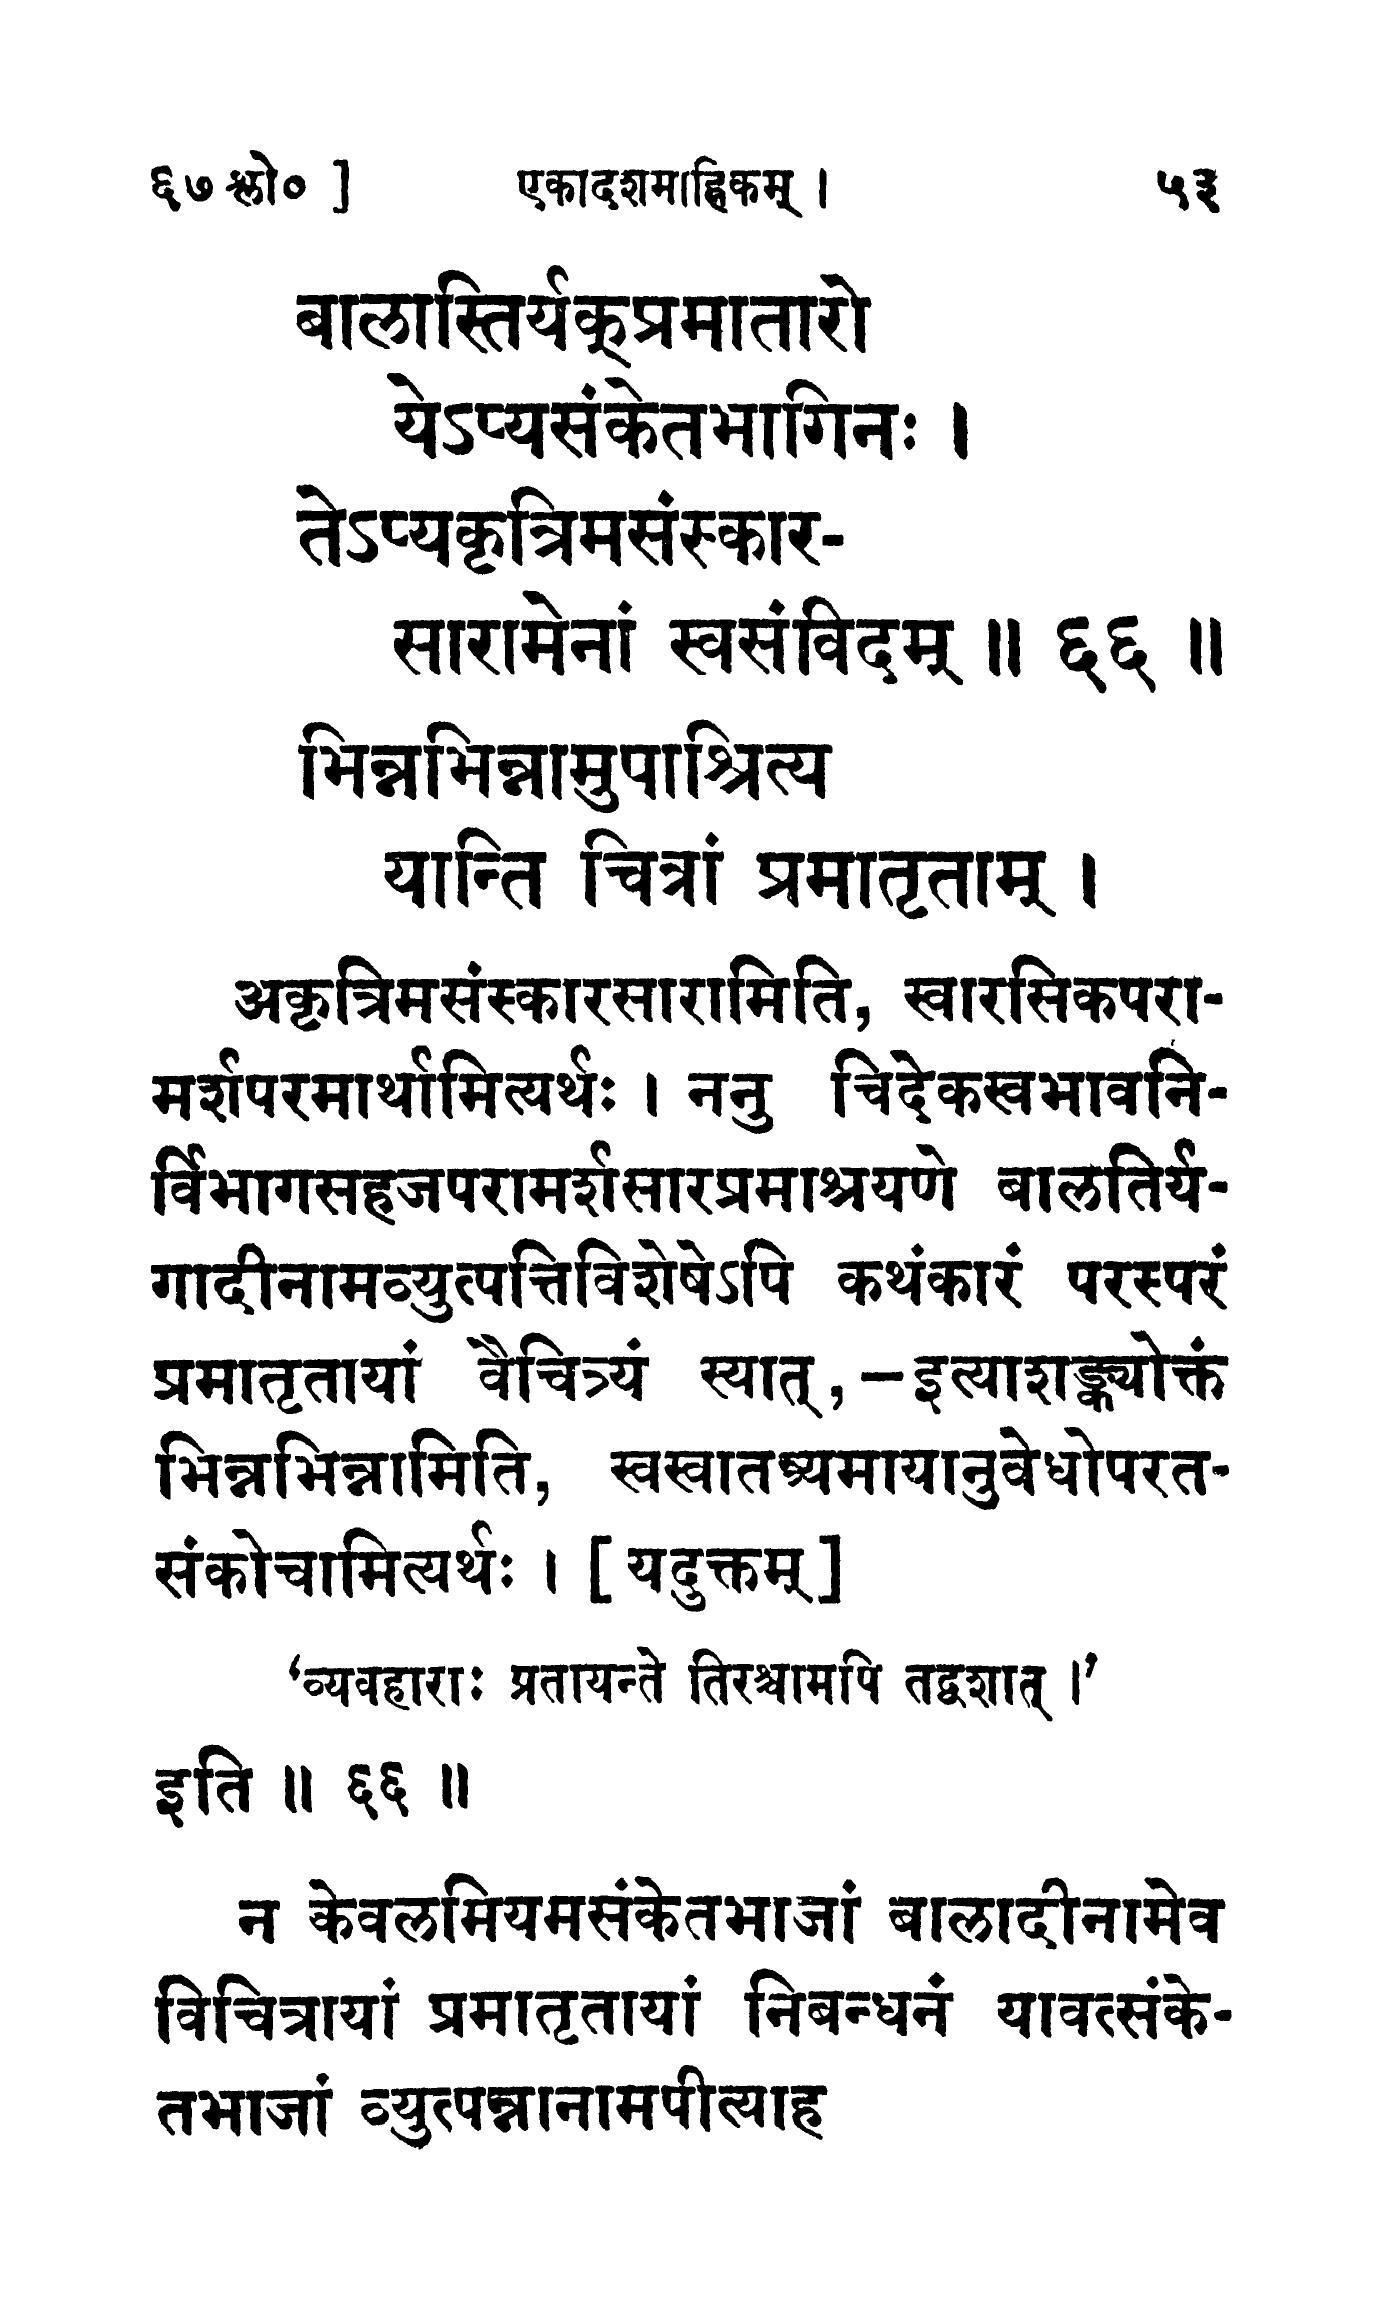 ६७ श्लो० ] एकादशमाह्निकम् । ५३
बालास्तिर्यक्प्रमातारो
येऽप्यसंकेतभागिनः ।
तेऽप्यकृत्रिमसंस्कार-
सारामेनां स्वसंविदम् ॥ ६६ ॥
भिन्नभिन्नामुपाश्रित्य
यान्ति चित्रां प्रमातृताम् ।
अकृत्रिमसंस्कारसारामिति, स्वारसिकपरा-
मर्शपरमार्थामित्यर्थः । ननु चिदेकस्वभावनि-
र्विभागसहजपरामर्शसारप्रमाश्रयणे बालतिर्य-
गादीनामव्युत्पत्तिविशेषेऽपि कथंकारं परस्परं
प्रमातृतायां वैचित्र्यं स्यात्,—इत्याशङ्क्योक्तं
भिन्नभिन्नामिति, स्वस्वातन्त्र्यमायानुवेधोपरत-
संकोचामित्यर्थः । [ यदुक्तम् ]
‘व्यवहाराः प्रतायन्ते तिरश्चामपि तद्वशात् ।’
इति ॥ ६६ ॥
न केवलमियमसंकेतभाजां बालादीनामेव
विचित्रायां प्रमातृतायां निबन्धनं यावत्संके-
तभाजां व्युत्पन्नानामपीत्याह